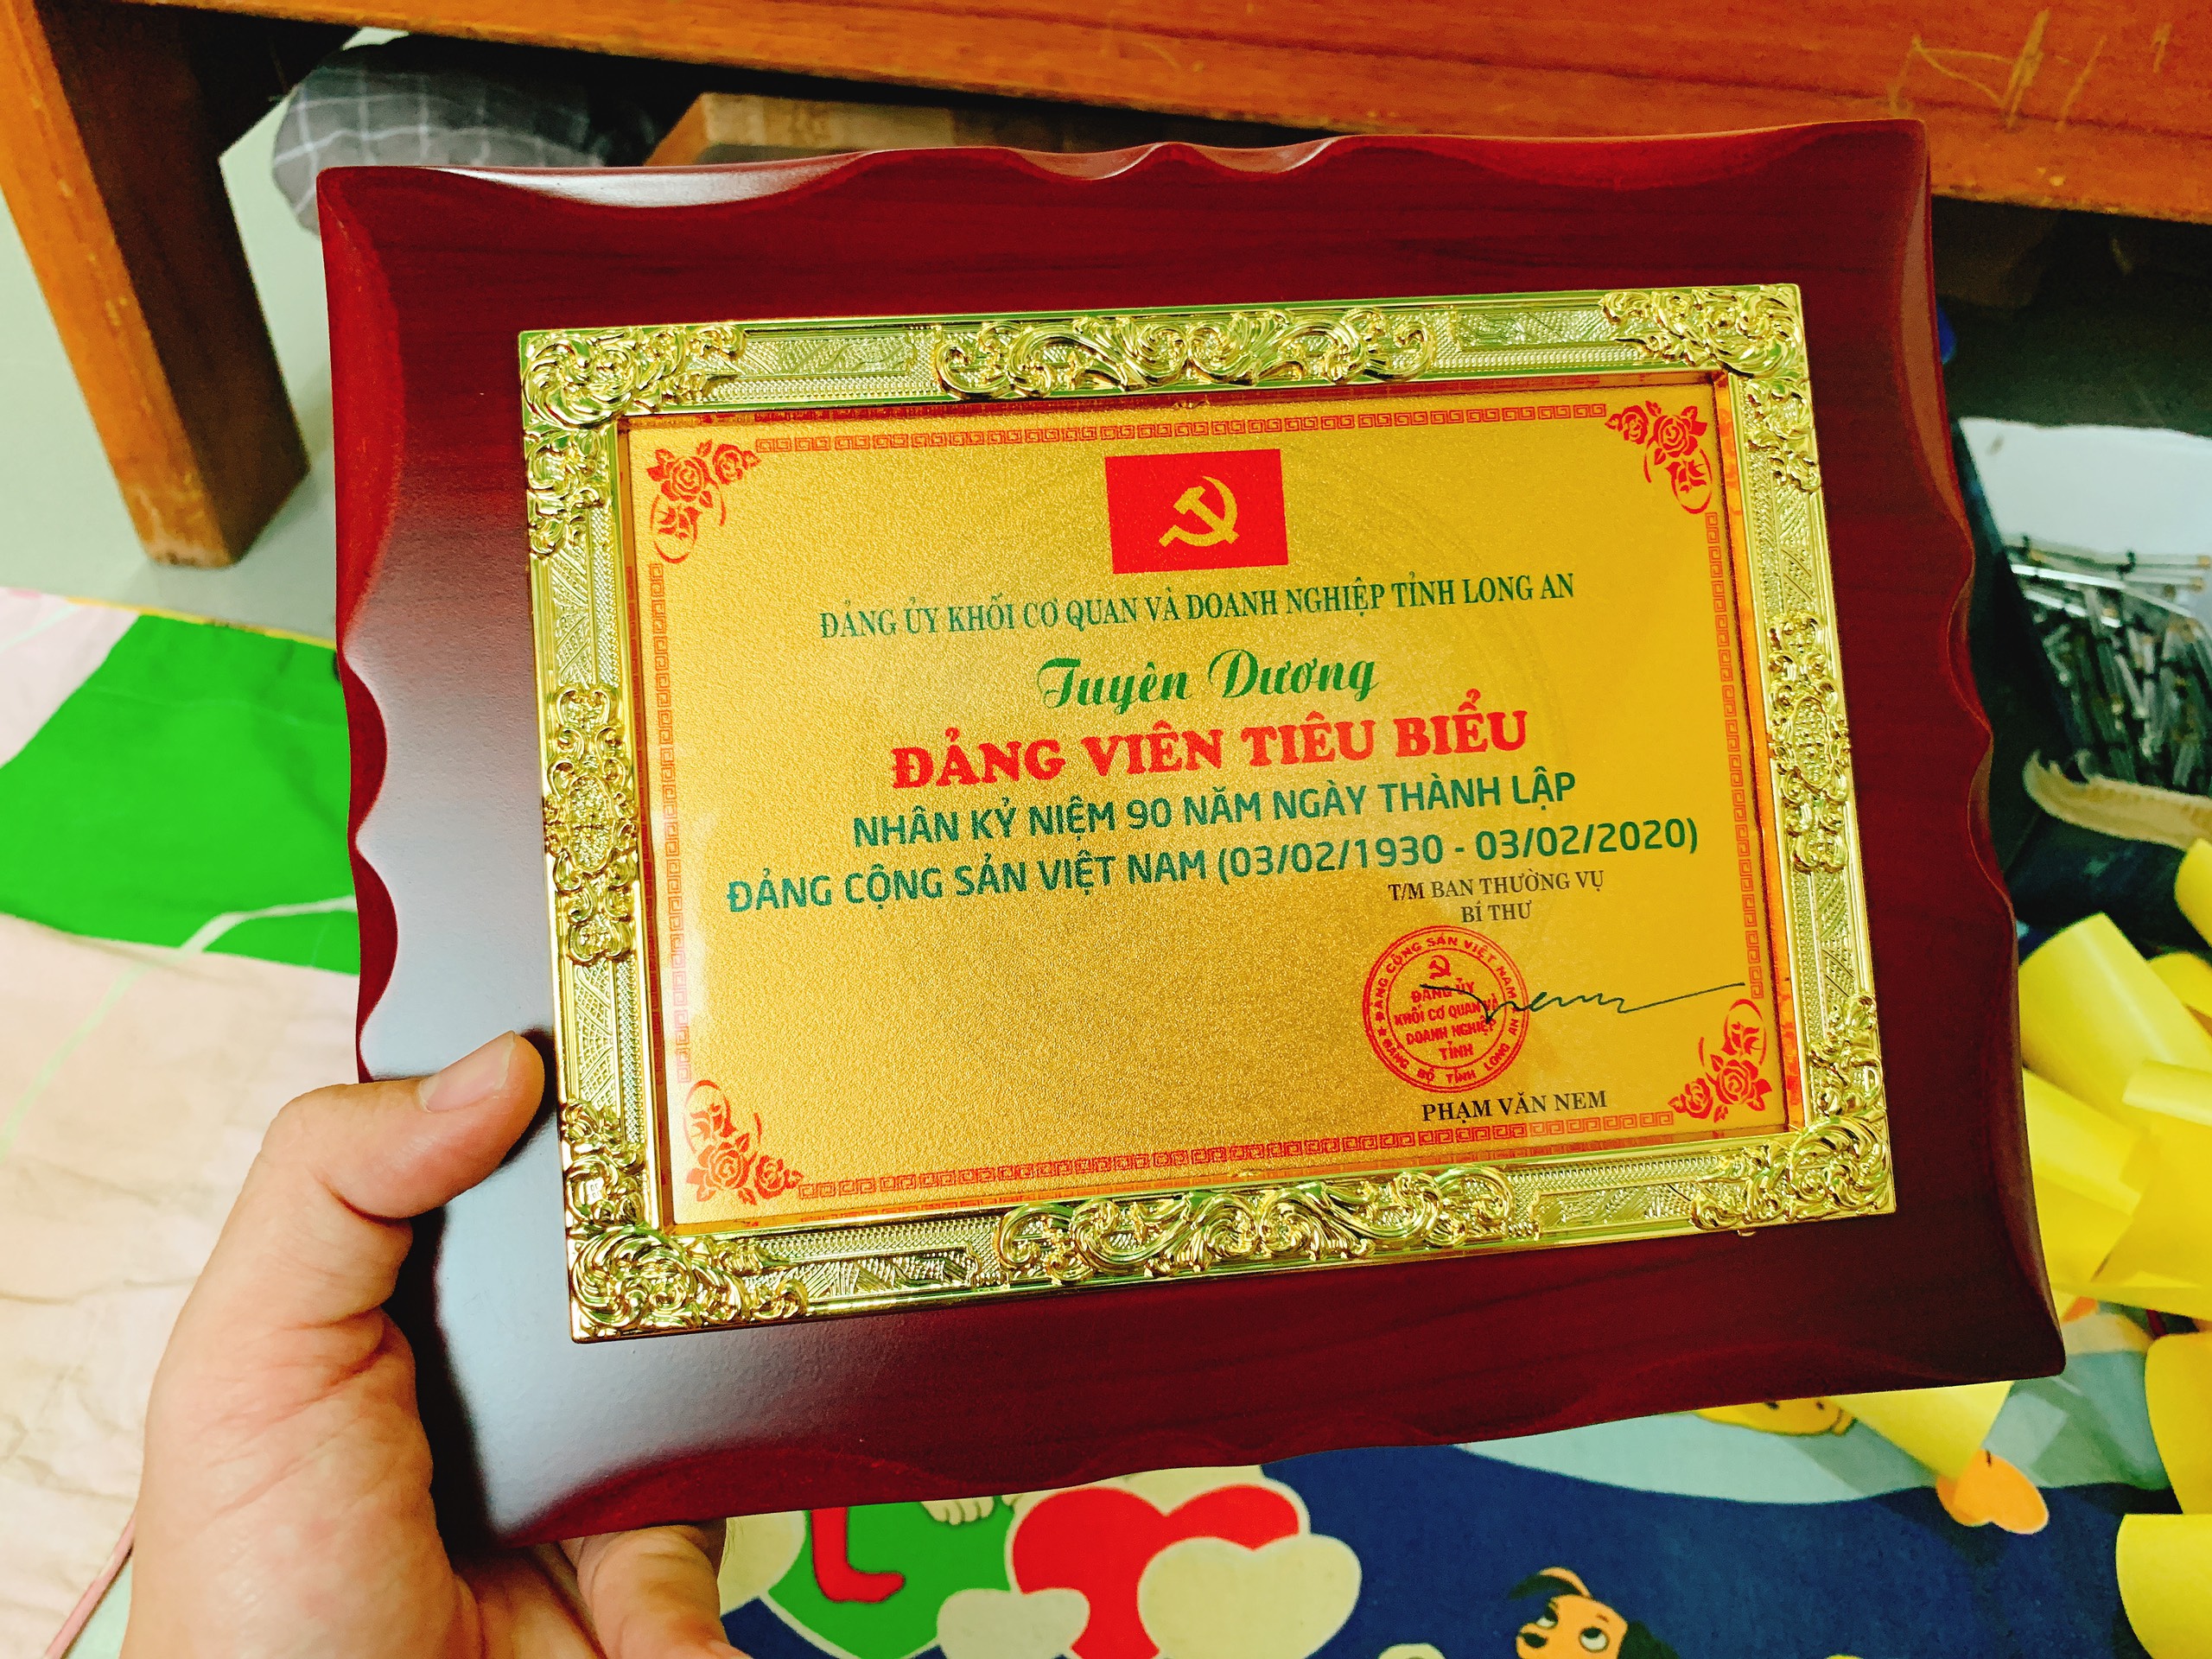 ĐẢNG ỦY KHỐI CƠ QUAN VÀ DOANH NGHIỆP TỈNH LONG AN
Tuyên Dương
ĐẢNG VIÊN TIÊU BIỂU
NHÂN KỶ NIỆM 90 NĂM NGÀY THÀNH LẬP
ĐẢNG CỘNG SẢN VIỆT NAM (03/02/1930 - 03/02/2020)
T/M BAN THƯỜNG VỤ
BÍ THƯ
ĐẢNG CỘNG SẢN VIỆT NAM
ĐẢNG ỦY
KHỐI CƠ QUAN VÀ
DOANH NGHIỆP
TỈNH
ĐẢNG BỘ TỈNH LONG AN
PHẠM VĂN NEM